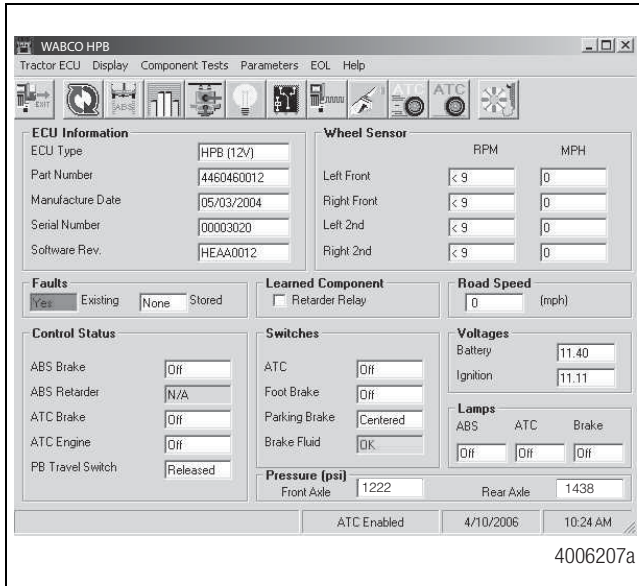 WABCO HPB
Tractor ECU Display Component Tests Parameters EOL Help
EXIT ABS ATC ATC
ECU Information
ECU Type HPB (12V)
Part Number 4460460012
Manufacture Date 05/03/2004
Serial Number 00003020
Software Rev. HEAA0012
Wheel Sensor
RPM MPH
Left Front < 9 0
Right Front < 9 0
Left 2nd < 9 0
Right 2nd < 9 0
Faults
Yes Existing None Stored
Learned Component
Retarder Relay
Road Speed
0 (mph)
Control Status
ABS Brake Off
ABS Retarder N/A
ATC Brake Off
ATC Engine Off
PB Travel Switch Released
Switches
ATC Off
Foot Brake Off
Parking Brake Centered
Brake Fluid OK
Voltages
Battery 11.40
Ignition 11.11
Lamps
ABS ATC Brake
Off Off Off
Pressure (psi)
Front Axle 1222 Rear Axle 1438
ATC Enabled 4/10/2006 10:24 AM
4006207a